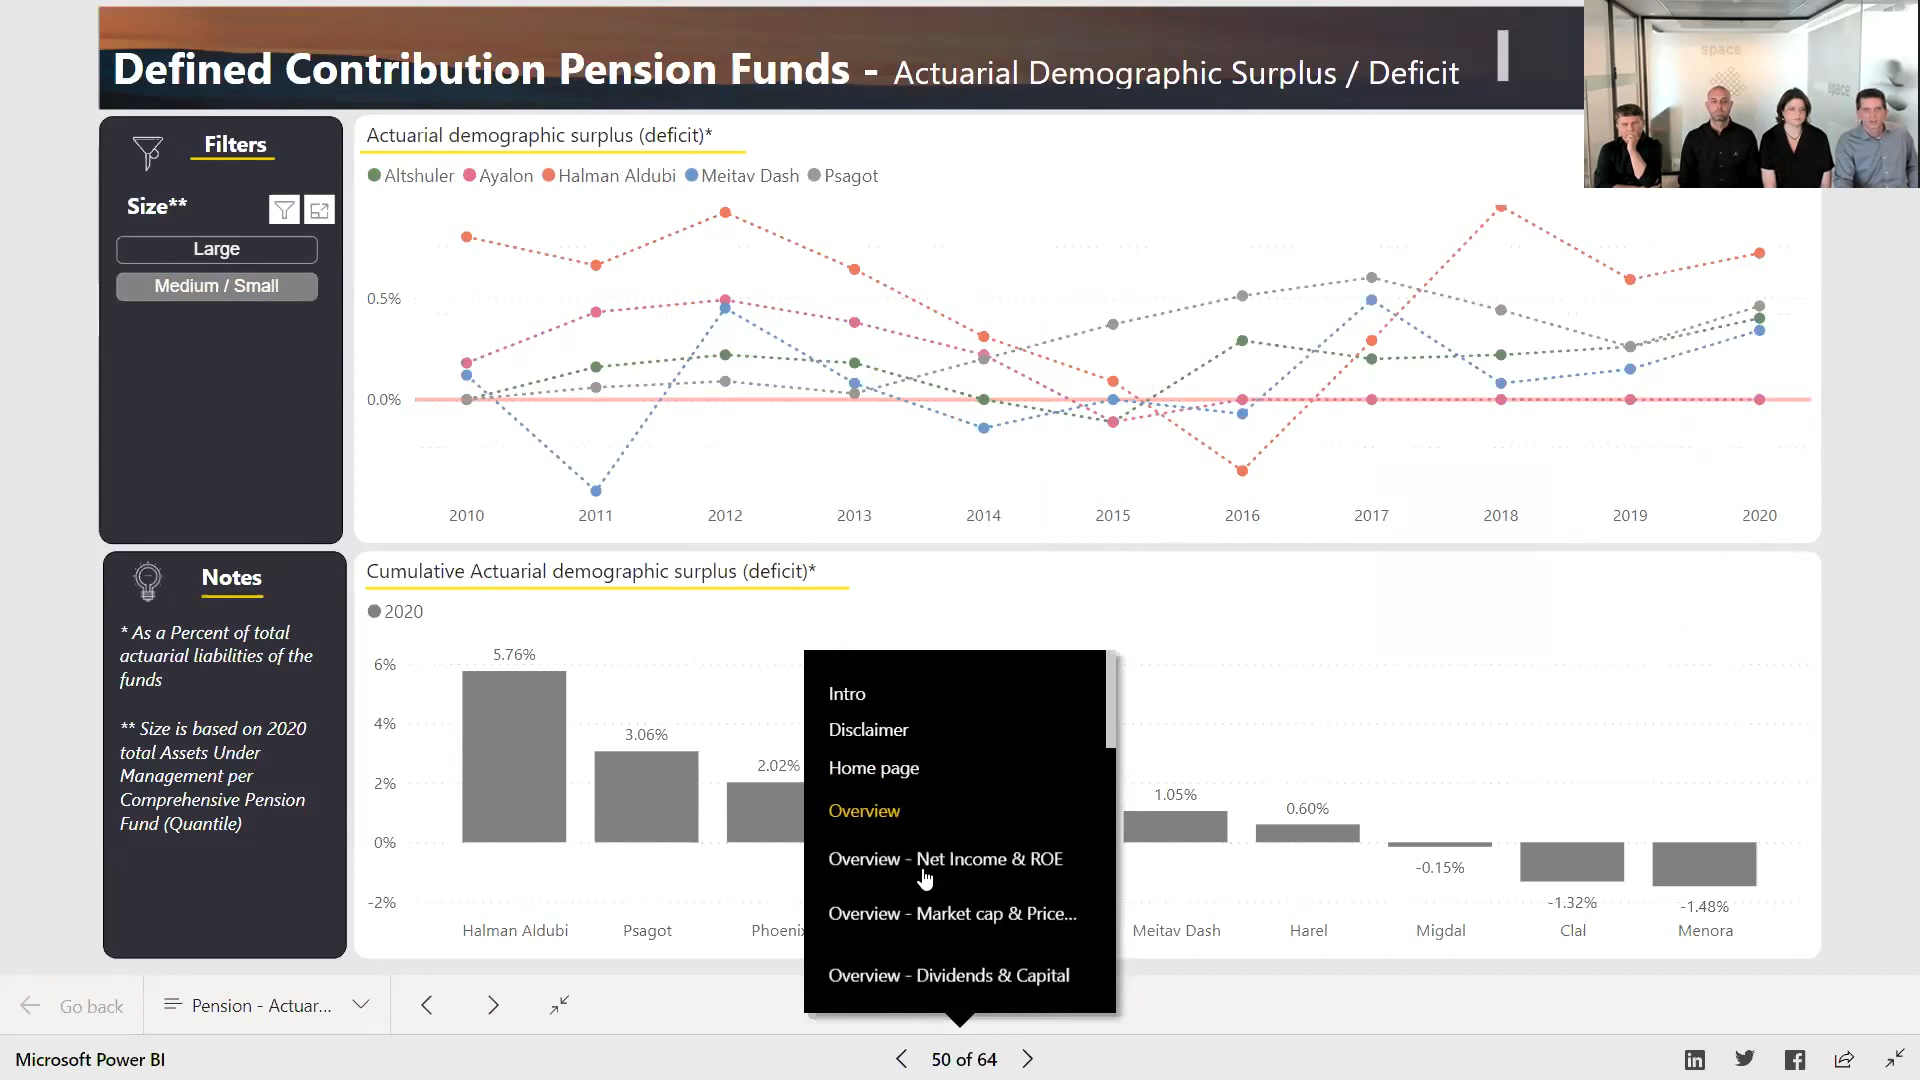 Defined Contribution Pension Funds - Actuarial Demographic Surplus / Deficit
space
space
Filters
Size**
Large
Medium / Small
Actuarial demographic surplus (deficit)*
Altshuler Ayalon Halman Aldubi Meitav Dash Psagot
0.5%
0.0%
2010 2011 2012 2013 2014 2015 2016 2017 2018 2019 2020
Notes
* As a Percent of total
actuarial liabilities of the
funds
** Size is based on 2020
total Assets Under
Management per
Comprehensive Pension
Fund (Quantile)
Cumulative Actuarial demographic surplus (deficit)*
2020
6%
4%
2%
0%
-2%
5.76%
3.06%
2.02%
1.05%
0.60%
-0.15%
-1.32%
-1.48%
Halman Aldubi Psagot Phoenix Meitav Dash Harel Migdal Clal Menora
Intro
Disclaimer
Home page
Overview
Overview - Net Income & ROE
Overview - Market cap & Price...
Overview - Dividends & Capital
Go back
Pension - Actuar...
Microsoft Power BI
50 of 64